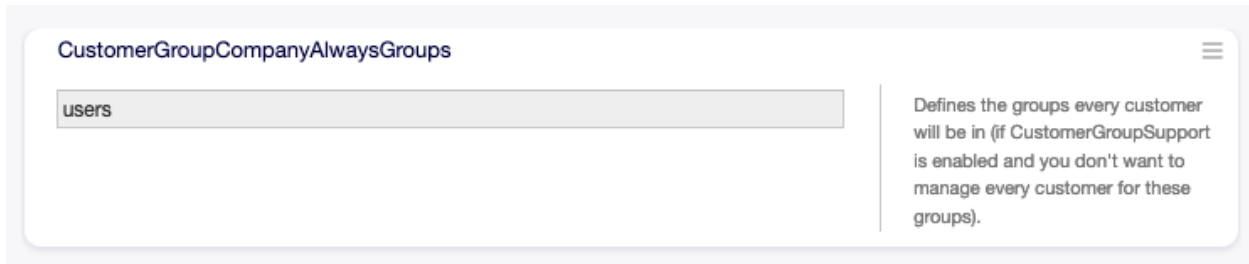 CustomerGroupCompanyAlwaysGroups
users
Defines the groups every customer
will be in (if CustomerGroupSupport
is enabled and you don't want to
manage every customer for these
groups).